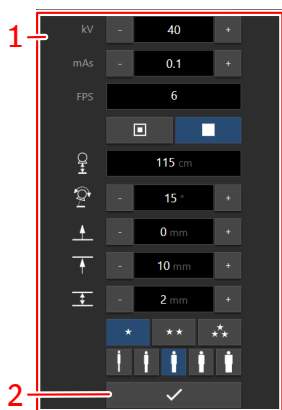 1
kV - 40 +
mAs - 0.1 +
FPS 6
115 cm
- 15 ° +
- 0 mm +
- 10 mm +
- 2 mm +
2